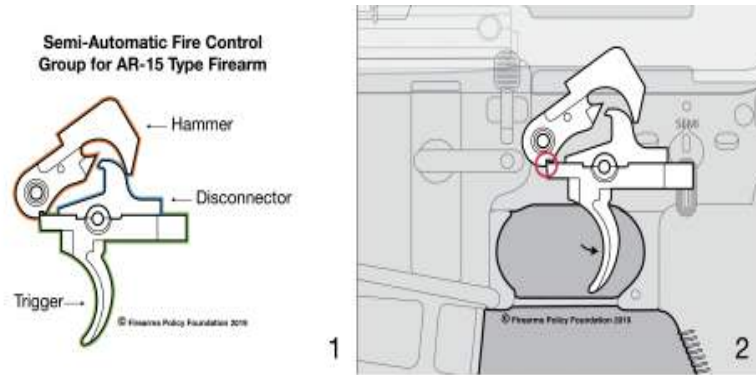 Semi-Automatic Fire Control
Group for AR-15 Type Firearm
Hammer
Disconnector
Trigger
© Firearms Policy Foundation 2019
1
SEMI
© Firearms Policy Foundation 2019
2